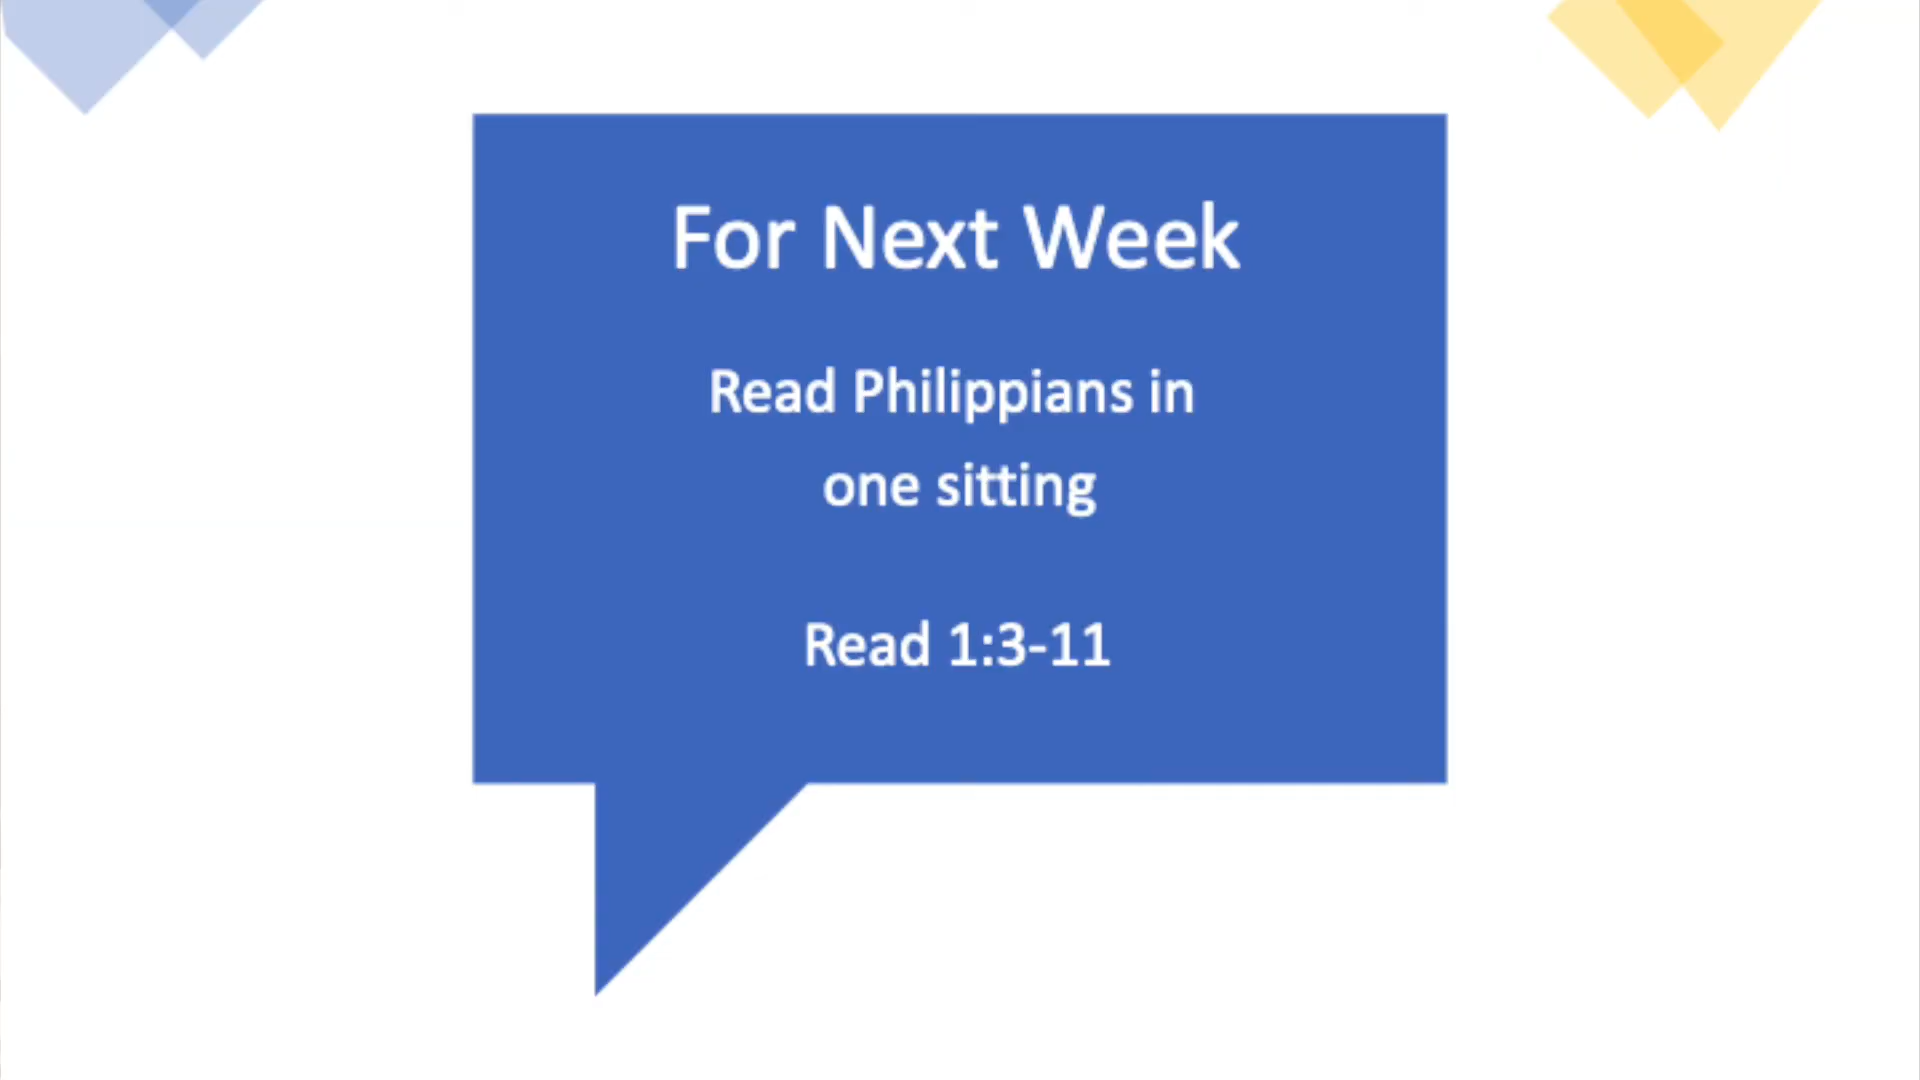 For Next Week
Read Philippians in
one sitting
Read 1:3-11